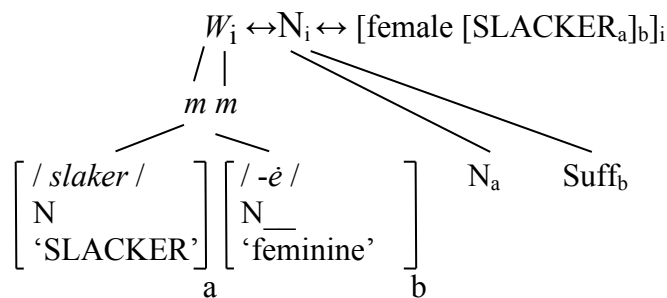 Wi ↔ Ni ↔ [female [SLACKERa]b]i
m m
/ slaker /
N
‘SLACKER’
a
/ -ė /
N__
‘feminine’
b
Na Suffb